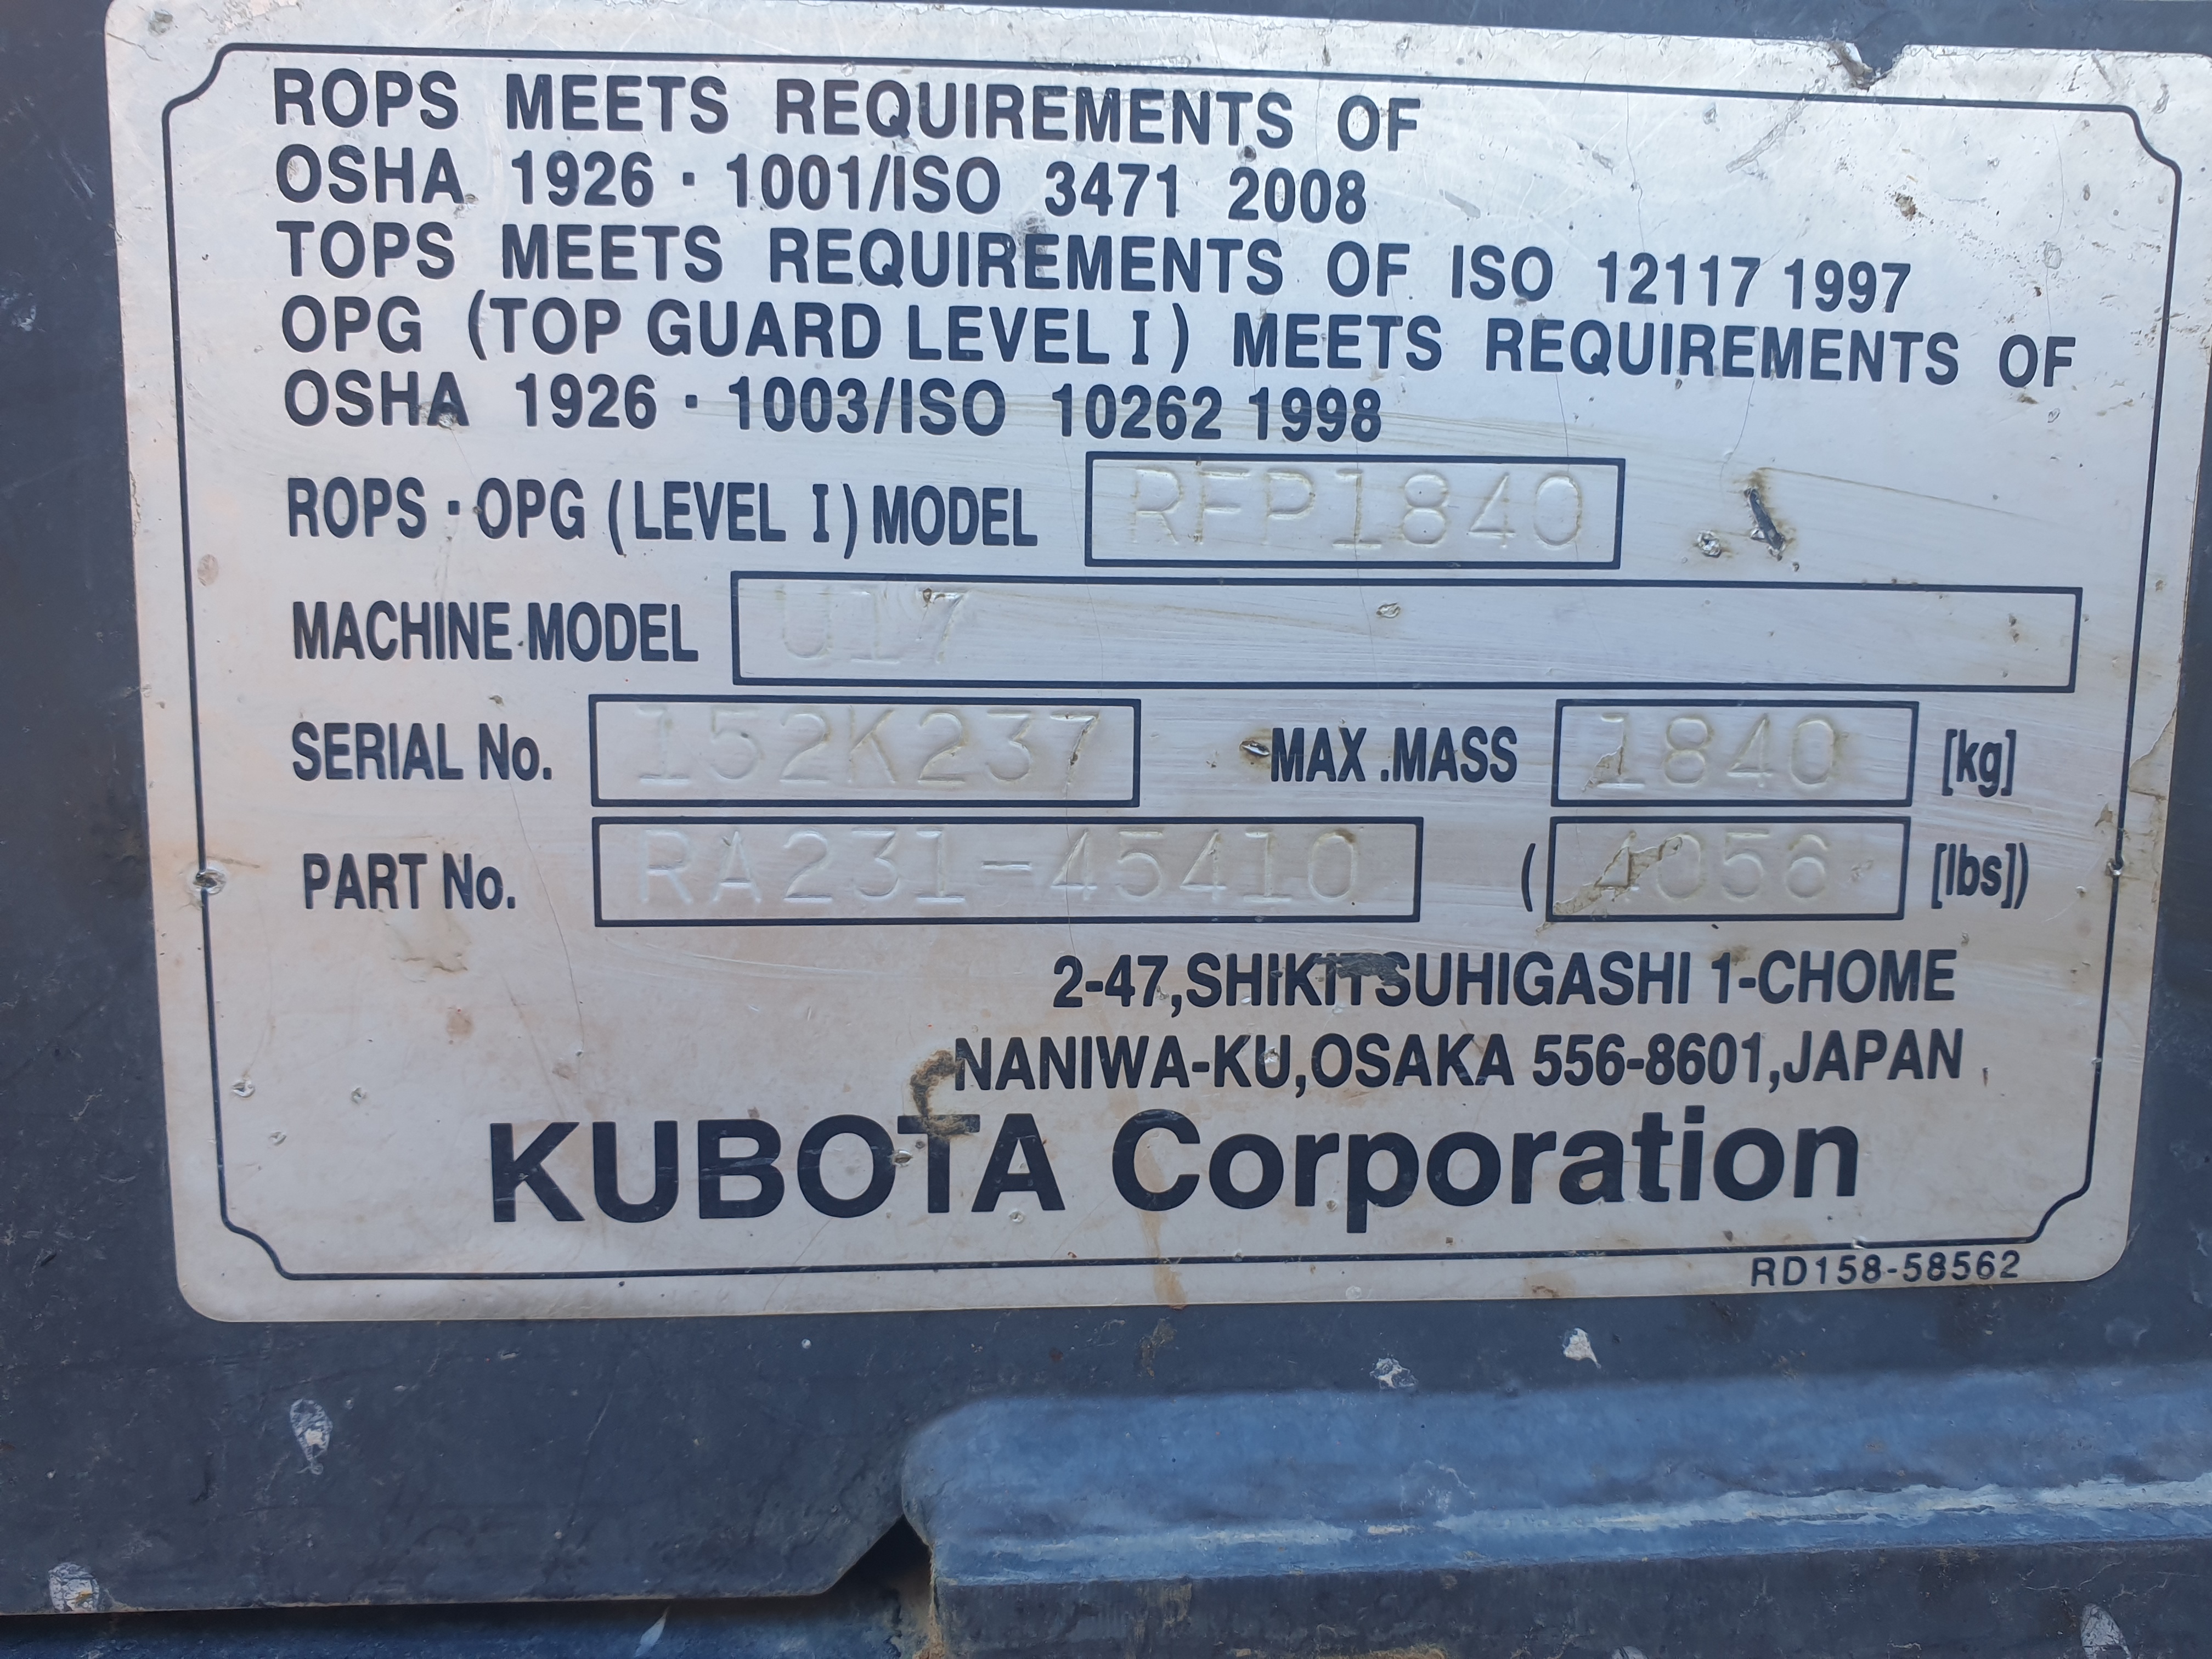 ROPS MEETS REQUIREMENTS OF
OSHA 1926・1001/ISO 3471 2008
TOPS MEETS REQUIREMENTS OF ISO 12117 1997
OPG (TOP GUARD LEVEL I) MEETS REQUIREMENTS OF
OSHA 1926・1003/ISO 10262 1998
ROPS・OPG (LEVEL I) MODEL RFP1840
MACHINE MODEL U17
SERIAL No. 152K237 MAX.MASS 1840 [kg]
PART No. RA231-45410 (4056 [lbs])
2-47,SHIKITSUHIGASHI 1-CHOME
NANIWA-KU,OSAKA 556-8601,JAPAN
KUBOTA Corporation
RD158-58562